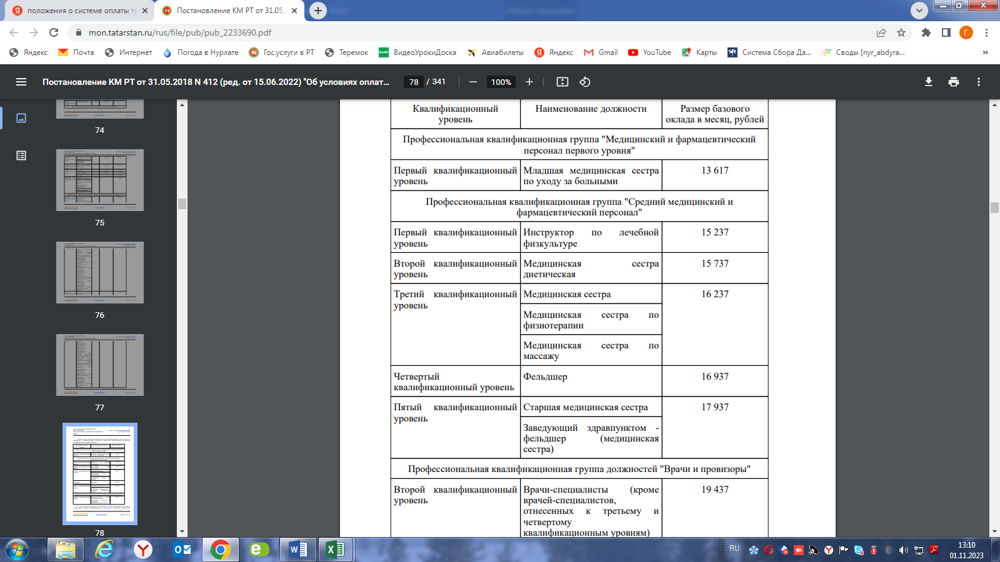 положения о системе оплаты тр
Постановление КМ РТ от 31.05.2
mon.tatarstan.ru/rus/file/pub/pub_2233690.pdf
Г
Яндекс Почта Интернет Погода в Нурлате Гос.услуги в РТ Теремок ВидеоУрокиДоска Авиабилеты Яндекс Gmail YouTube Карты Система Сбора Да... Своды [nyr_abdyra... »
Постановление КМ РТ от 31.05.2018 N 412 (ред. от 15.06.2022) "Об условиях оплат... 78 / 341 100%
74
75
76
77
78
Квалификационный уровень
Наименование должности
Размер базового оклада в месяц, рублей
Профессиональная квалификационная группа "Медицинский и фармацевтический
персонал первого уровня"
Первый квалификационный уровень
Младшая медицинская сестра по уходу за больными
13 617
Профессиональная квалификационная группа "Средний медицинский и
фармацевтический персонал"
Первый квалификационный уровень
Инструктор по лечебной физкультуре
15 237
Второй квалификационный уровень
Медицинская сестра диетическая
15 737
Третий квалификационный уровень
Медицинская сестра
16 237
Медицинская сестра по физиотерапии
Медицинская сестра по массажу
Четвертый квалификационный уровень
Фельдшер
16 937
Пятый квалификационный уровень
Старшая медицинская сестра
17 937
Заведующий здравпунктом - фельдшер (медицинская сестра)
Профессиональная квалификационная группа должностей "Врачи и провизоры"
Второй квалификационный уровень
Врачи-специалисты (кроме врачей-специалистов, отнесенных к третьему и четвертому квалификационным уровням)
19 437
RU
13:10
01.11.2023